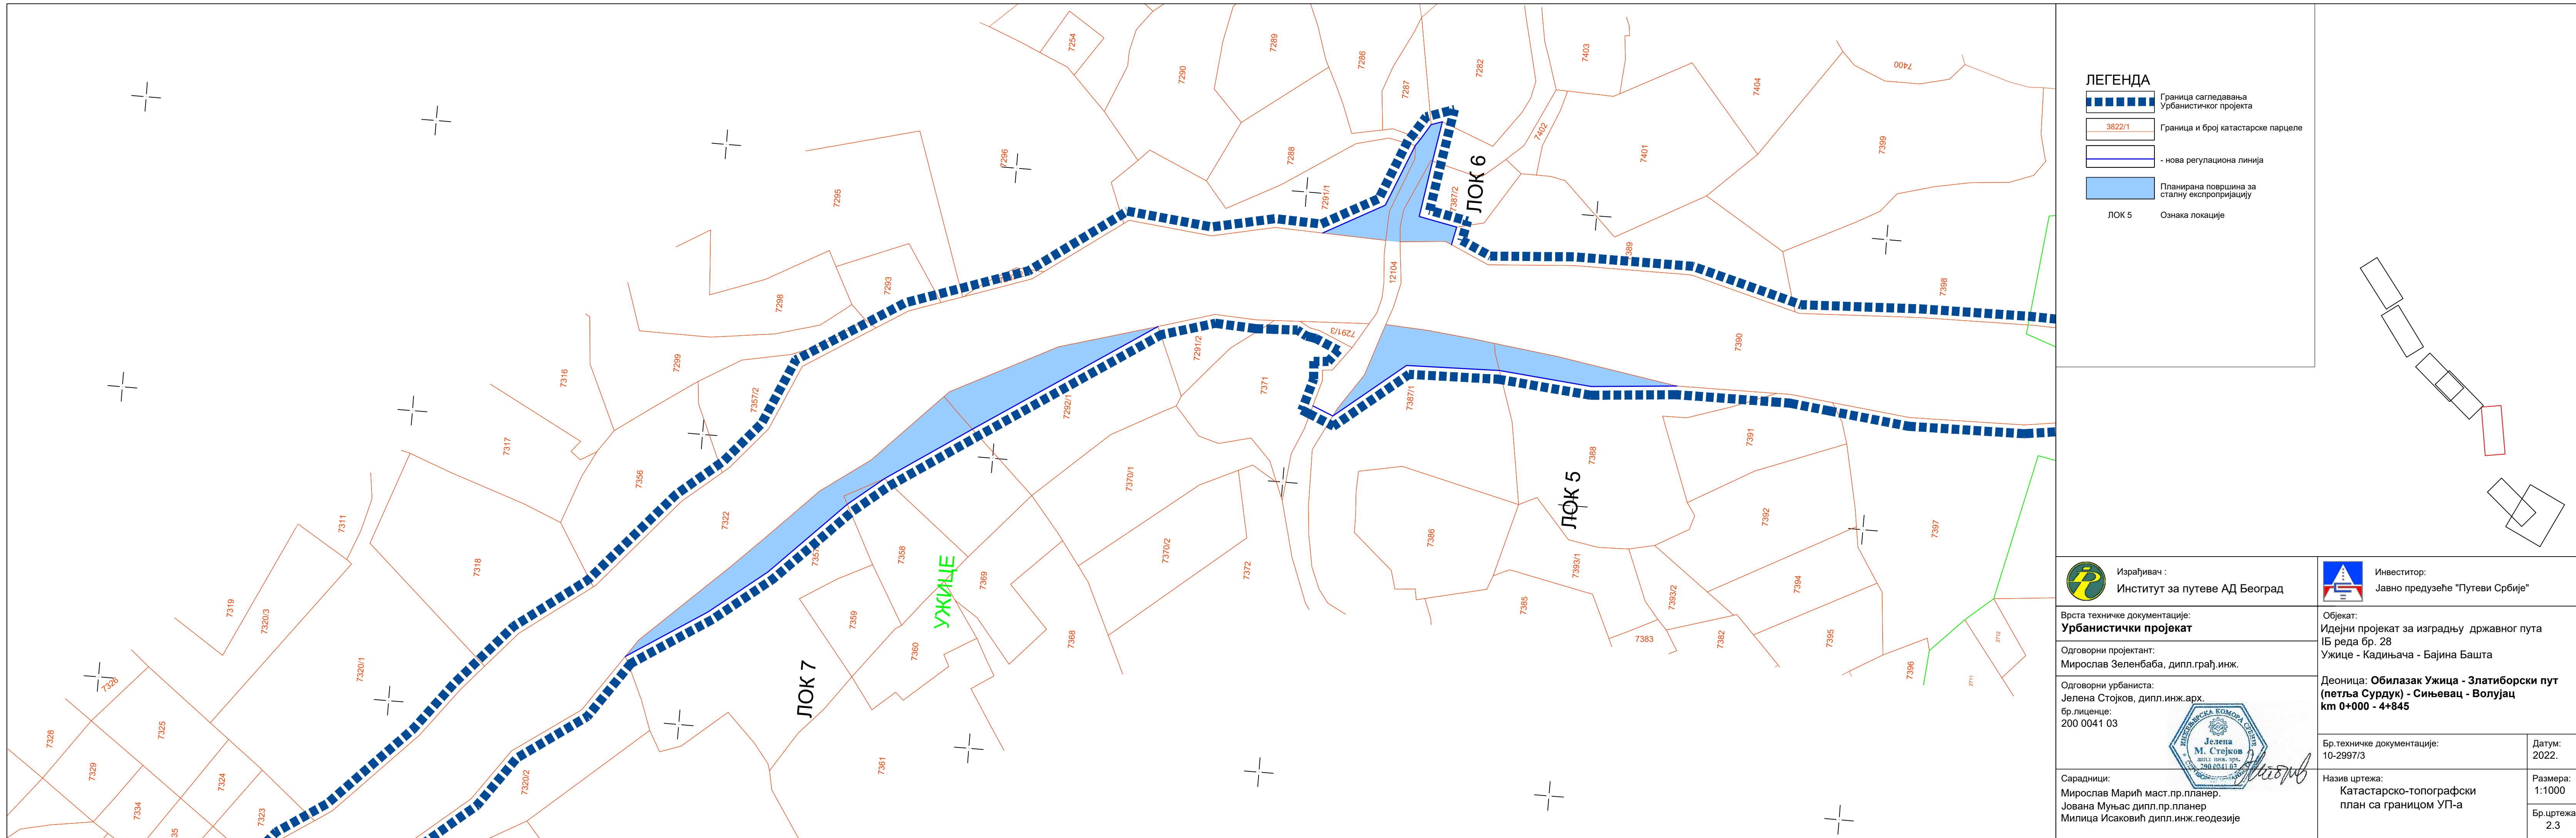 7254
7289
7290
7286
7287
7282
7403
7404
7400
7402
7401
7399
7296
7288
7295
7291/1
7387/2
ЛОК 6
7298
7293
7398
12104
7390
7291/3
7291/2
7299
7316
7357/2
7371
7292/1
7387/1
7317
7391
7356
7388
7370/1
7322
7311
ЛОК 5
7392
7397
7386
7358
7370/2
7318
7372
УЖИЦЕ
7369
7393/1
7394
7393/2
7319
7320/3
7359
7385
7368
7383
7382
7395
7360
7320/1
7396
ЛОК 7
7326
7325
7328
7361
7329
7324
7320/2
7334
7323
2712
2711
ЛЕГЕНДА
Граница сагледавања
Урбанистичког пројекта
3822/1
Граница и број катастарске парцеле
- нова регулациона линија
Планирана површина за
сталну експропријацију
ЛОК 5
Ознака локације
Израђивач :
Институт за путеве АД Београд
Инвеститор:
Јавно предузеће "Путеви Србије"
Врста техничке документације:
Урбанистички пројекат
Објекат:
Идејни пројекат за изградњу државног пута
IБ реда бр. 28
Ужице - Кадињача - Бајина Башта
Одговорни пројектант:
Мирослав Зеленбаба, дипл.грађ.инж.
Деоница: Обилазак Ужица - Златиборски пут
(петља Сурдук) - Сињевац - Волујац
km 0+000 - 4+845
Одговорни урбаниста:
Јелена Стојков, дипл.инж.арх.
бр.лиценце:
200 0041 03
Јелена
М. Стојков
Бр.техничке документације:
10-2997/3
Датум:
2022.
Сарадници:
Мирослав Марић маст.пр.планер.
Јована Муњас дипл.пр.планер
Милица Исаковић дипл.инж.геодезије
Назив цртежа:
Катастарско-топографски
план са границом УП-а
Размера:
1:1000
Бр.цртежа
2.3